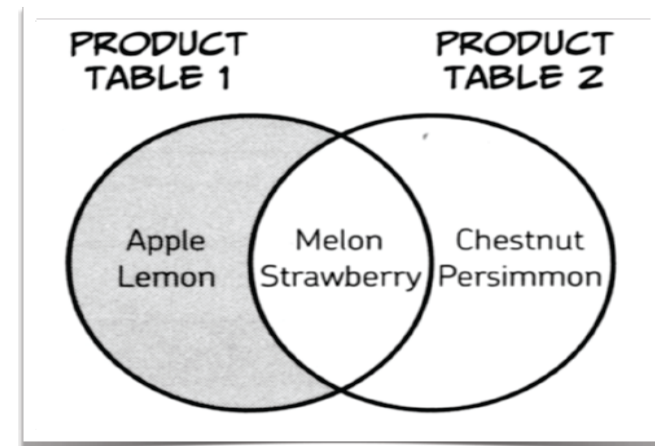 PRODUCT TABLE 1
PRODUCT TABLE 2
Apple
Lemon
Melon
Strawberry
Chestnut
Persimmon